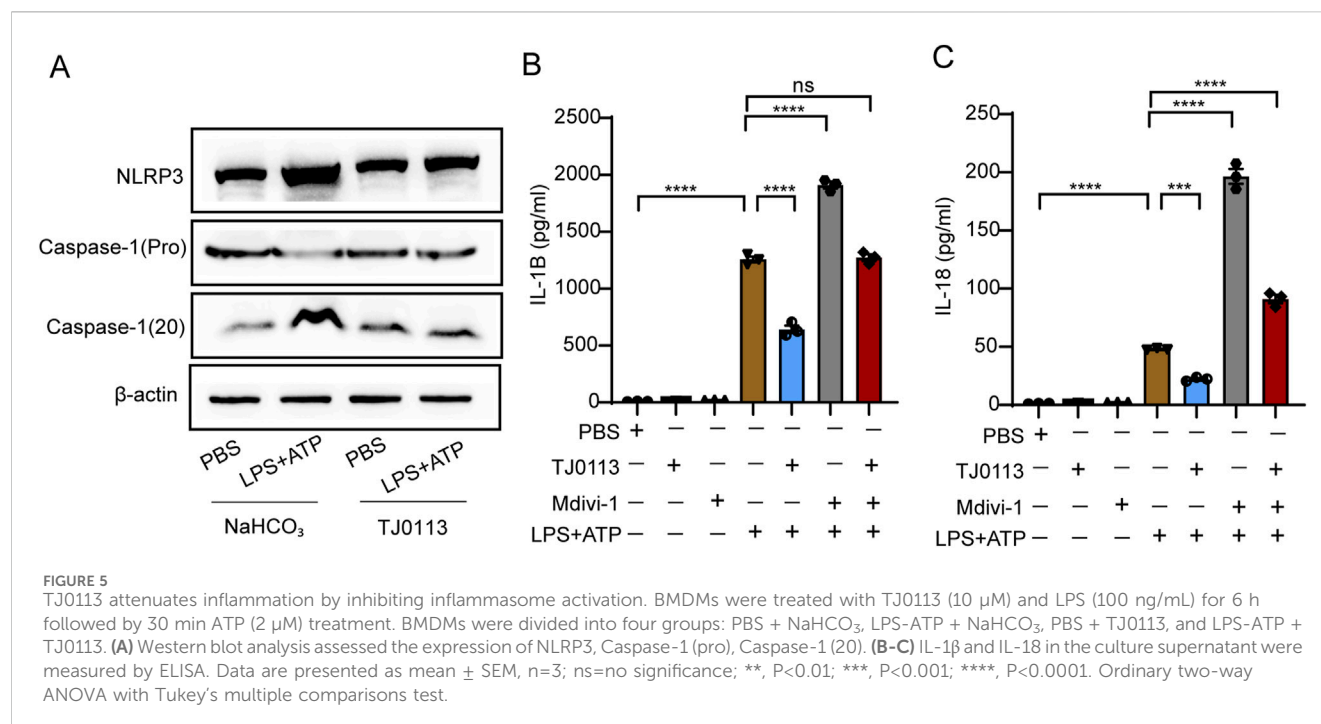 A
NLRP3
Caspase-1(Pro)
Caspase-1(20)
β-actin
PBS
LPS+ATP
PBS
LPS+ATP
NaHCO₃
TJ0113
B
ns
****
**** ****
IL-1B (pg/ml)
2500
2000
1500
1000
500
0
PBS + — — — — — —
TJ0113 — + — — + — +
Mdivi-1 — — + — — + +
LPS+ATP — — — + + + +
C
****
****
**** ***
IL-18 (pg/ml)
250
200
150
100
50
0
PBS + — — — — — —
TJ0113 — + — — + — +
Mdivi-1 — — + — — + +
LPS+ATP — — — + + + +
FIGURE 5
TJ0113 attenuates inflammation by inhibiting inflammasome activation. BMDMs were treated with TJ0113 (10 μM) and LPS (100 ng/mL) for 6 h
followed by 30 min ATP (2 μM) treatment. BMDMs were divided into four groups: PBS + NaHCO₃, LPS-ATP + NaHCO₃, PBS + TJ0113, and LPS-ATP +
TJ0113. (A) Western blot analysis assessed the expression of NLRP3, Caspase-1 (pro), Caspase-1 (20). (B-C) IL-1β and IL-18 in the culture supernatant were
measured by ELISA. Data are presented as mean ± SEM, n=3; ns=no significance; **, P<0.01; ***, P<0.001; ****, P<0.0001. Ordinary two-way
ANOVA with Tukey's multiple comparisons test.